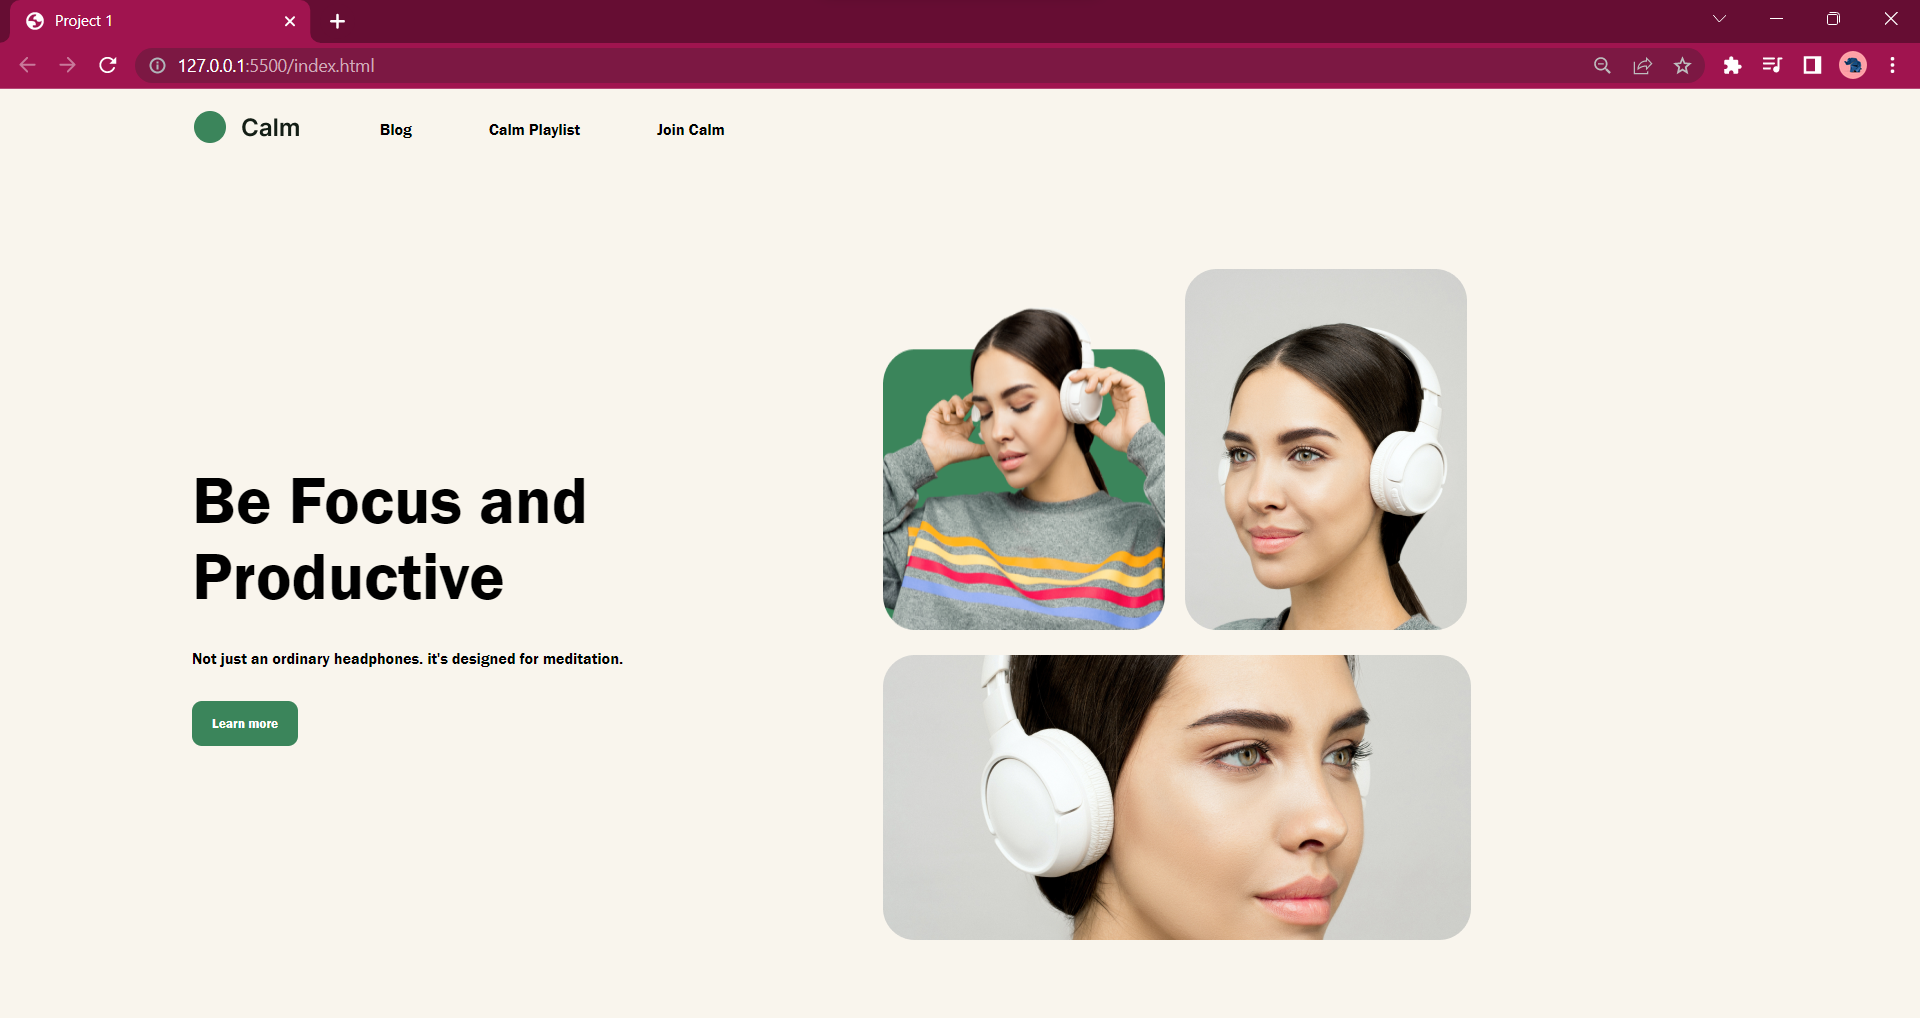 Project 1
127.0.0.1:5500/index.html
Calm
Blog
Calm Playlist
Join Calm
Be Focus and
Productive
Not just an ordinary headphones. it's designed for meditation.
Learn more